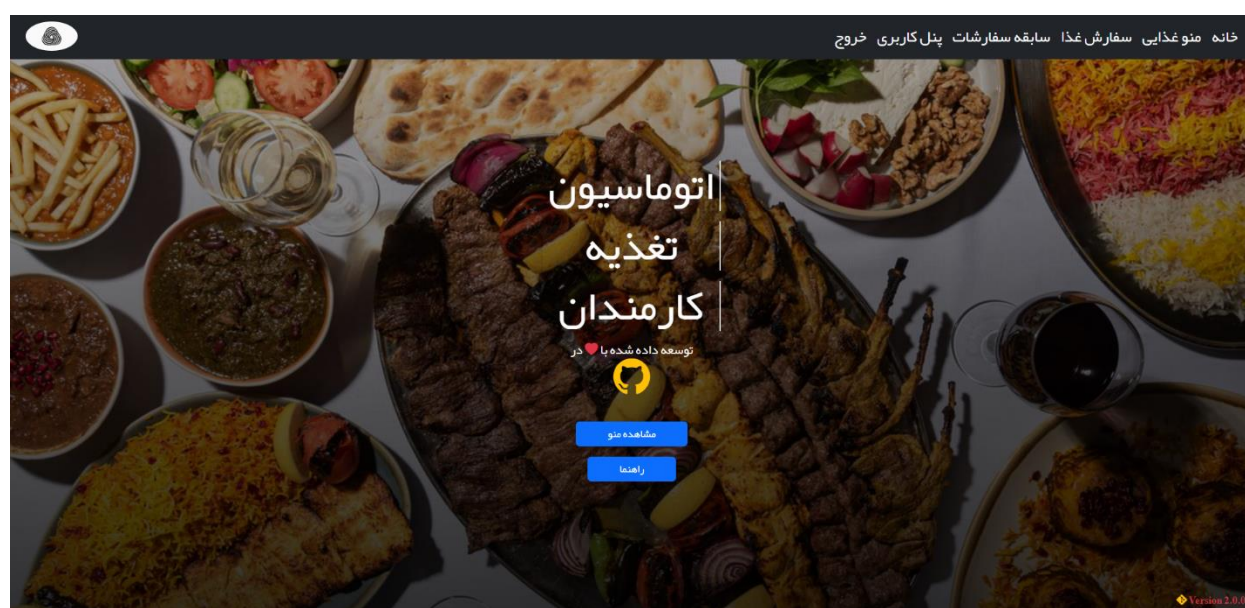 خانه منو غذایی سفارش غذا سابقه سفارشات پنل کاربری خروج
اتوماسیون
تغذیه
کارمندان
توسعه داده شده با ❤ در
مشاهده منو
راهنما
Version 2.0.0